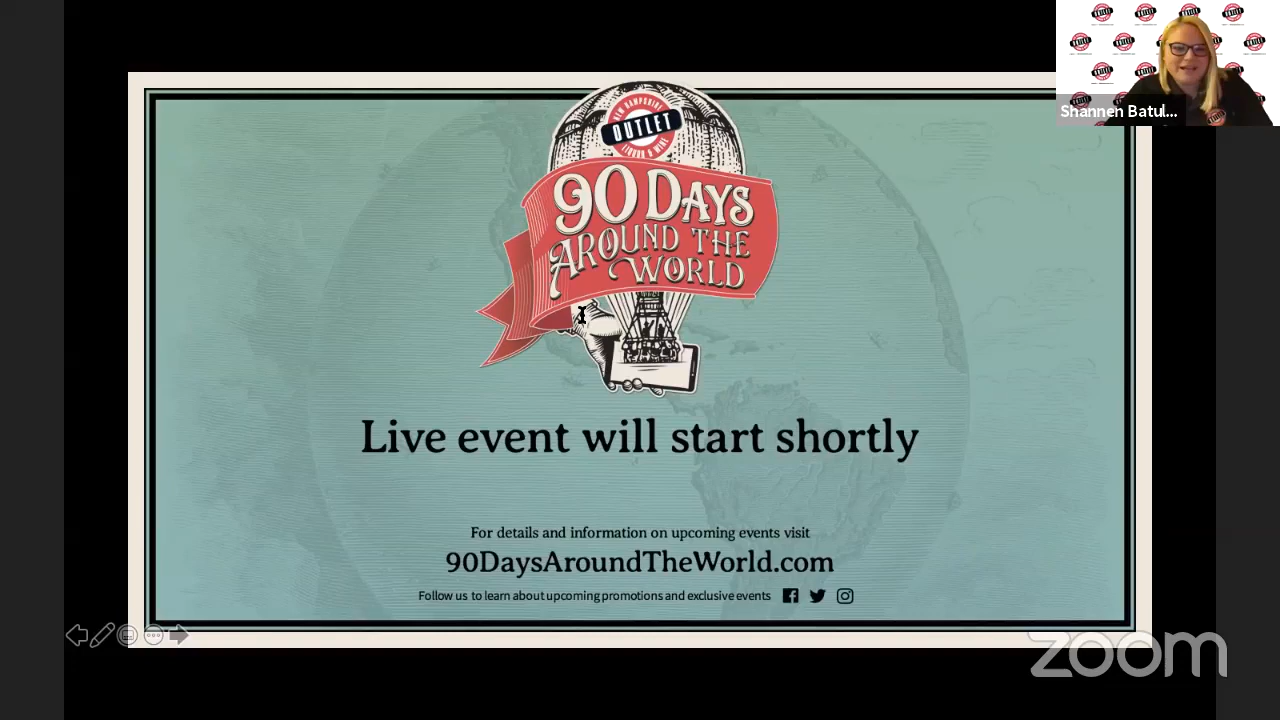 Shannen Batul...
NEW HAMPSHIRE
OUTLET
LIQUOR & WINE
90 DAYS
AROUND THE
WORLD
Live event will start shortly
For details and information on upcoming events visit
90DaysAroundTheWorld.com
Follow us to learn about upcoming promotions and exclusive events
zoom